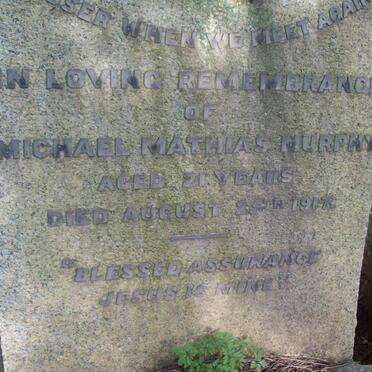 WHEN WE MEET AGAIN
IN LOVING REMEMBRANCE
OF
MICHAEL MATHIAS MURPHY
AGED 21 YEARS
DIED AUGUST
"BLESSED ASSURANCE
JESUS IS MINE"